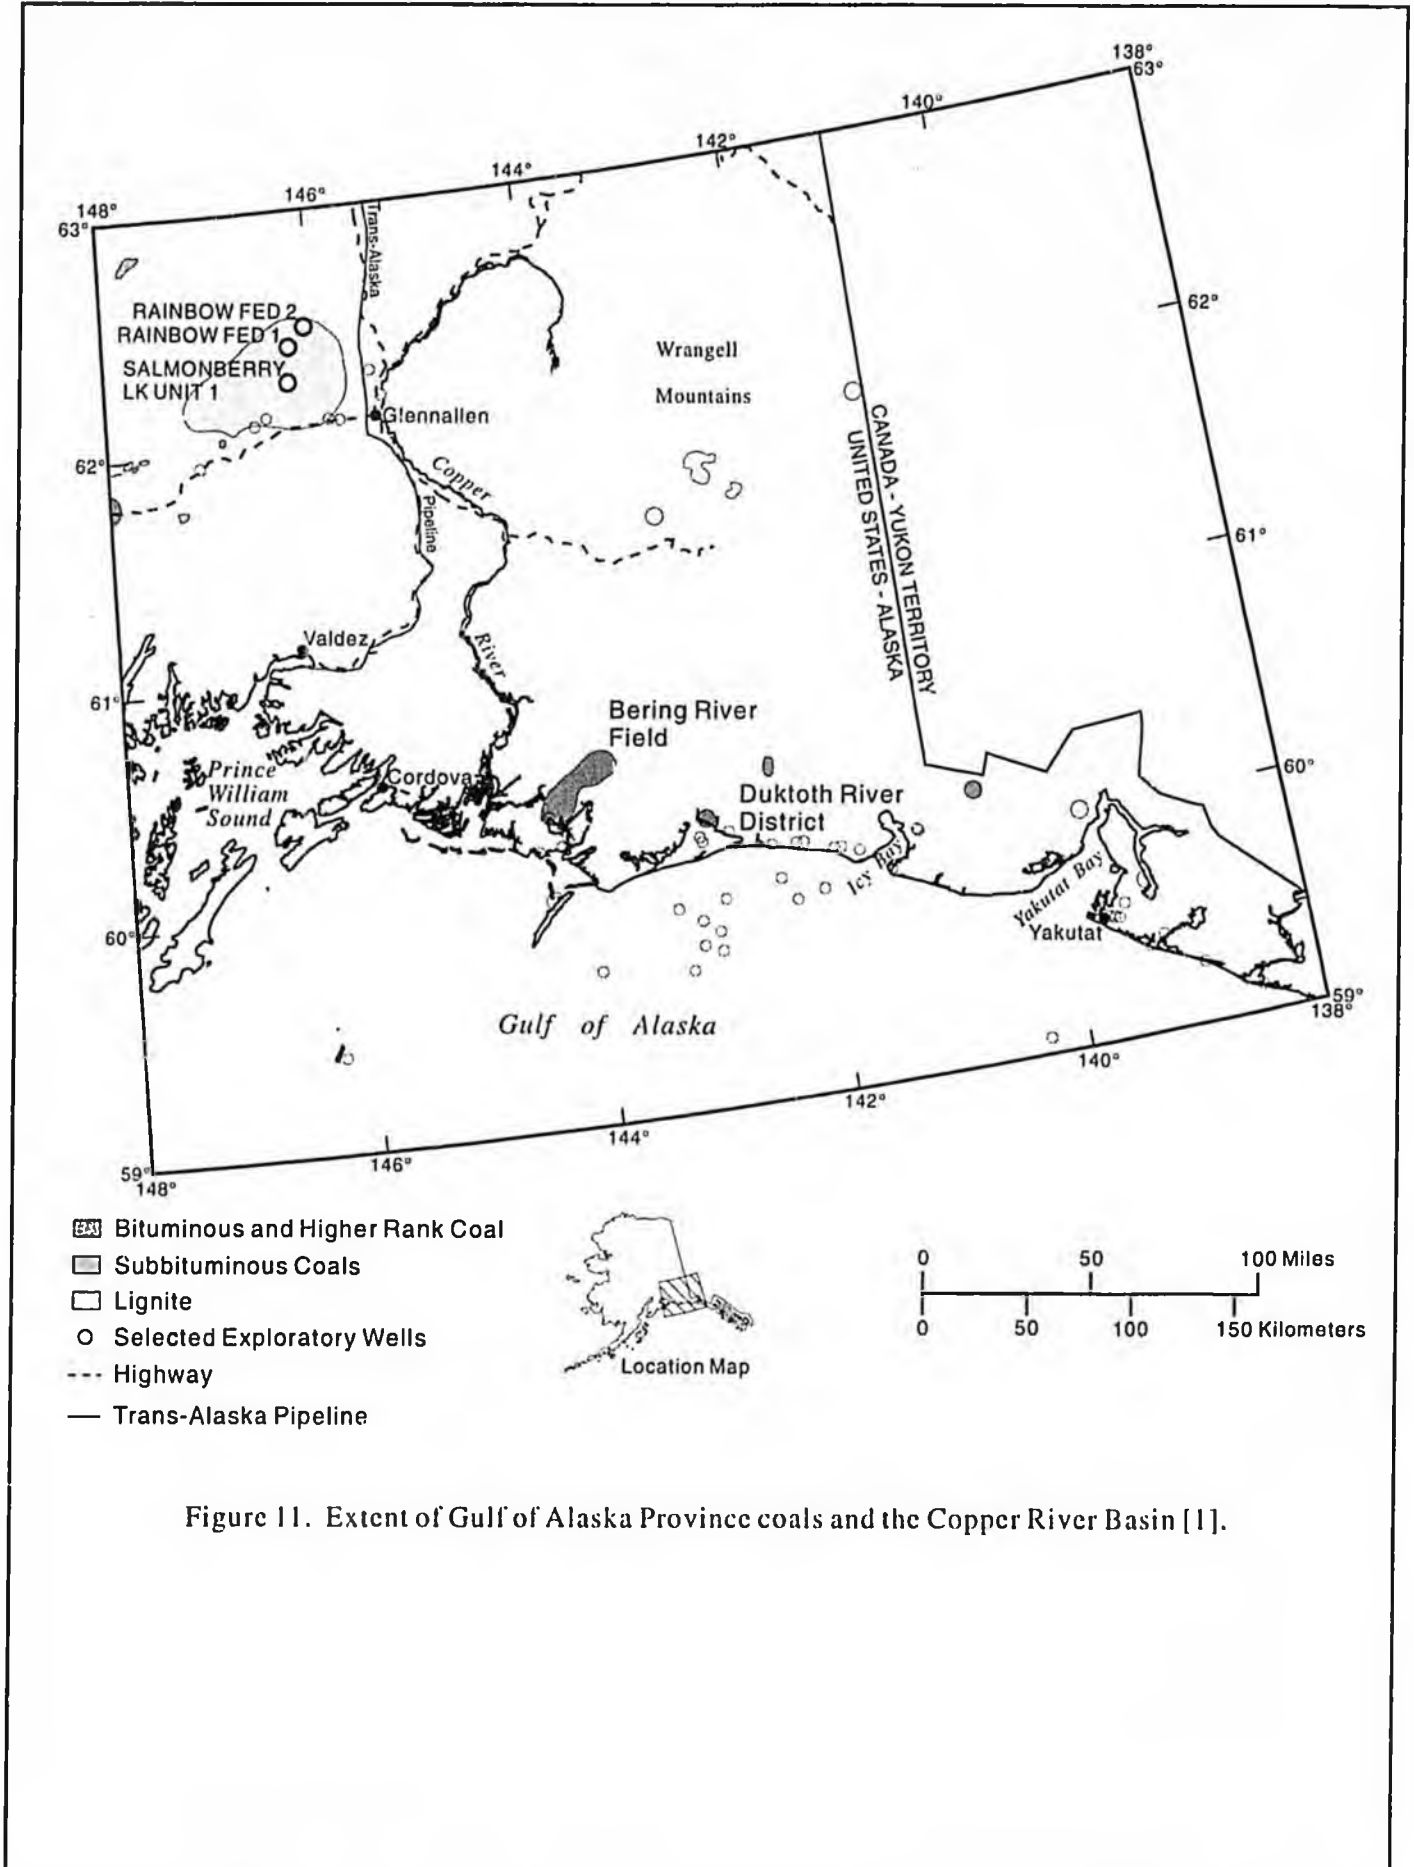 138°
63°
140°
142°
144°
146°
148°
63°
Trans-Alaska
RAINBOW FED 2
RAINBOW FED 1
SALMONBERRY
LK UNIT 1
Wrangell
Mountains
62°
Glennallen
CANADA - YUKON TERRITORY
UNITED STATES - ALASKA
62°
Copper
Pipeline
61°
Valdez
River
61°
Bering River
Field
60°
Prince
William
Sound
Cordova
Duktoth River
District
Icy Bay
Yakutat Bay
Yakutat
60°
59°
138°
Gulf of Alaska
140°
142°
144°
146°
59°
148°
Bituminous and Higher Rank Coal
Subbituminous Coals
Lignite
Selected Exploratory Wells
Highway
Trans-Alaska Pipeline
Location Map
0 50 100 Miles
0 50 100 150 Kilometers
Figure 11. Extent of Gulf of Alaska Province coals and the Copper River Basin [1].